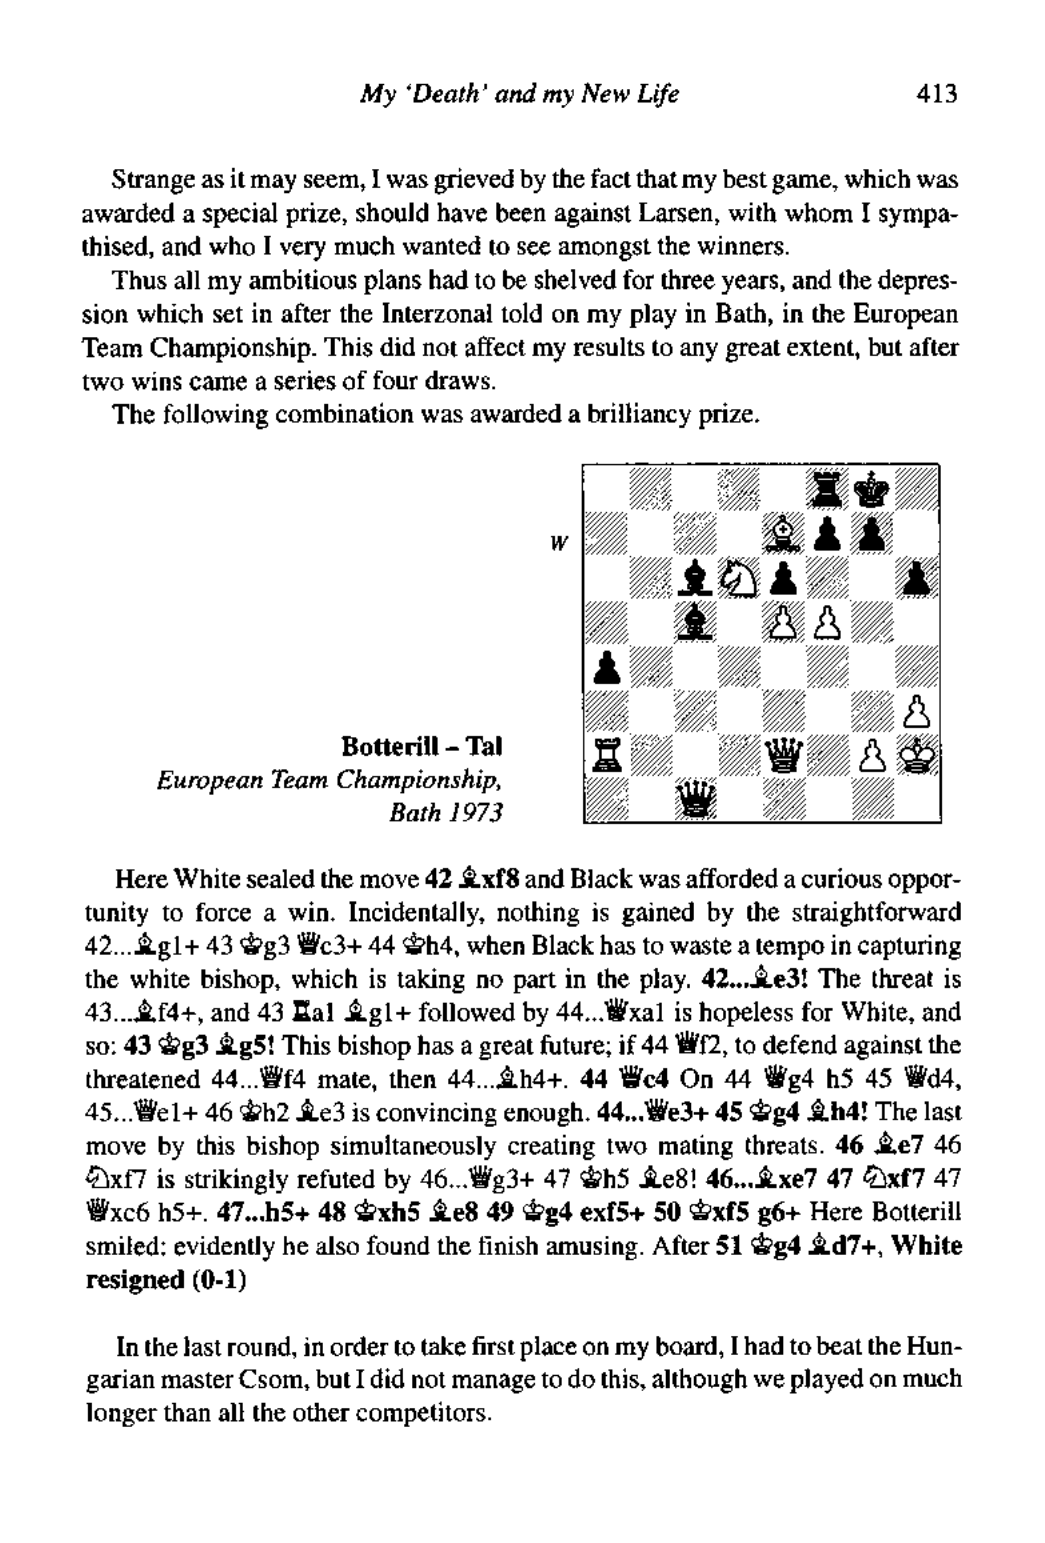 My 'Death' and my New Life 413
Strange as it may seem, I was grieved by the fact that my best game, which was
awarded a special prize, should have been against Larsen, with whom I sympa-
thised, and who I very much wanted to see amongst the winners.
Thus all my ambitious plans had to be shelved for three years, and the depres-
sion which set in after the Interzonal told on my play in Bath, in the European
Team Championship. This did not affect my results to any great extent, but after
two wins came a series of four draws.
The following combination was awarded a brilliancy prize.
W
Botterill – Tal
European Team Championship,
Bath 1973
Here White sealed the move 42 ♗xf8 and Black was afforded a curious oppor-
tunity to force a win. Incidentally, nothing is gained by the straightforward
42...♗g1+ 43 ♔g3 ♕c3+ 44 ♔h4, when Black has to waste a tempo in capturing
the white bishop, which is taking no part in the play. 42...♗e3! The threat is
43...♗f4+, and 43 ♖a1 ♗g1+ followed by 44...♕xa1 is hopeless for White, and
so: 43 ♔g3 ♗g5! This bishop has a great future; if 44 ♕f2, to defend against the
threatened 44...♕f4 mate, then 44...♗h4+. 44 ♕c4 On 44 ♕g4 h5 45 ♕d4,
45...♕e1+ 46 ♔h2 ♗e3 is convincing enough. 44...♕e3+ 45 ♔g4 ♗h4! The last
move by this bishop simultaneously creating two mating threats. 46 ♗e7 46
♘xf7 is strikingly refuted by 46...♕g3+ 47 ♔h5 ♗e8! 46...♗xe7 47 ♘xf7 47
♕xc6 h5+. 47...h5+ 48 ♔xh5 ♗e8 49 ♔g4 exf5+ 50 ♔xf5 g6+ Here Botterill
smiled: evidently he also found the finish amusing. After 51 ♔g4 ♗d7+, White
resigned (0-1)
In the last round, in order to take first place on my board, I had to beat the Hun-
garian master Csom, but I did not manage to do this, although we played on much
longer than all the other competitors.